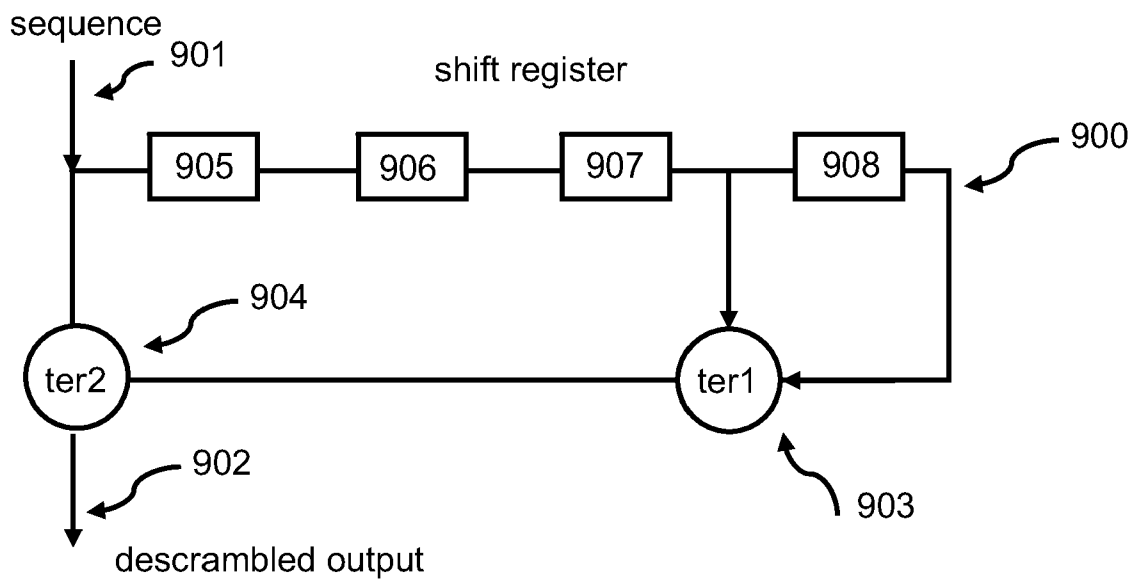 sequence
901
shift register
900
905
906
907
908
904
ter2
ter1
902
903
descrambled output